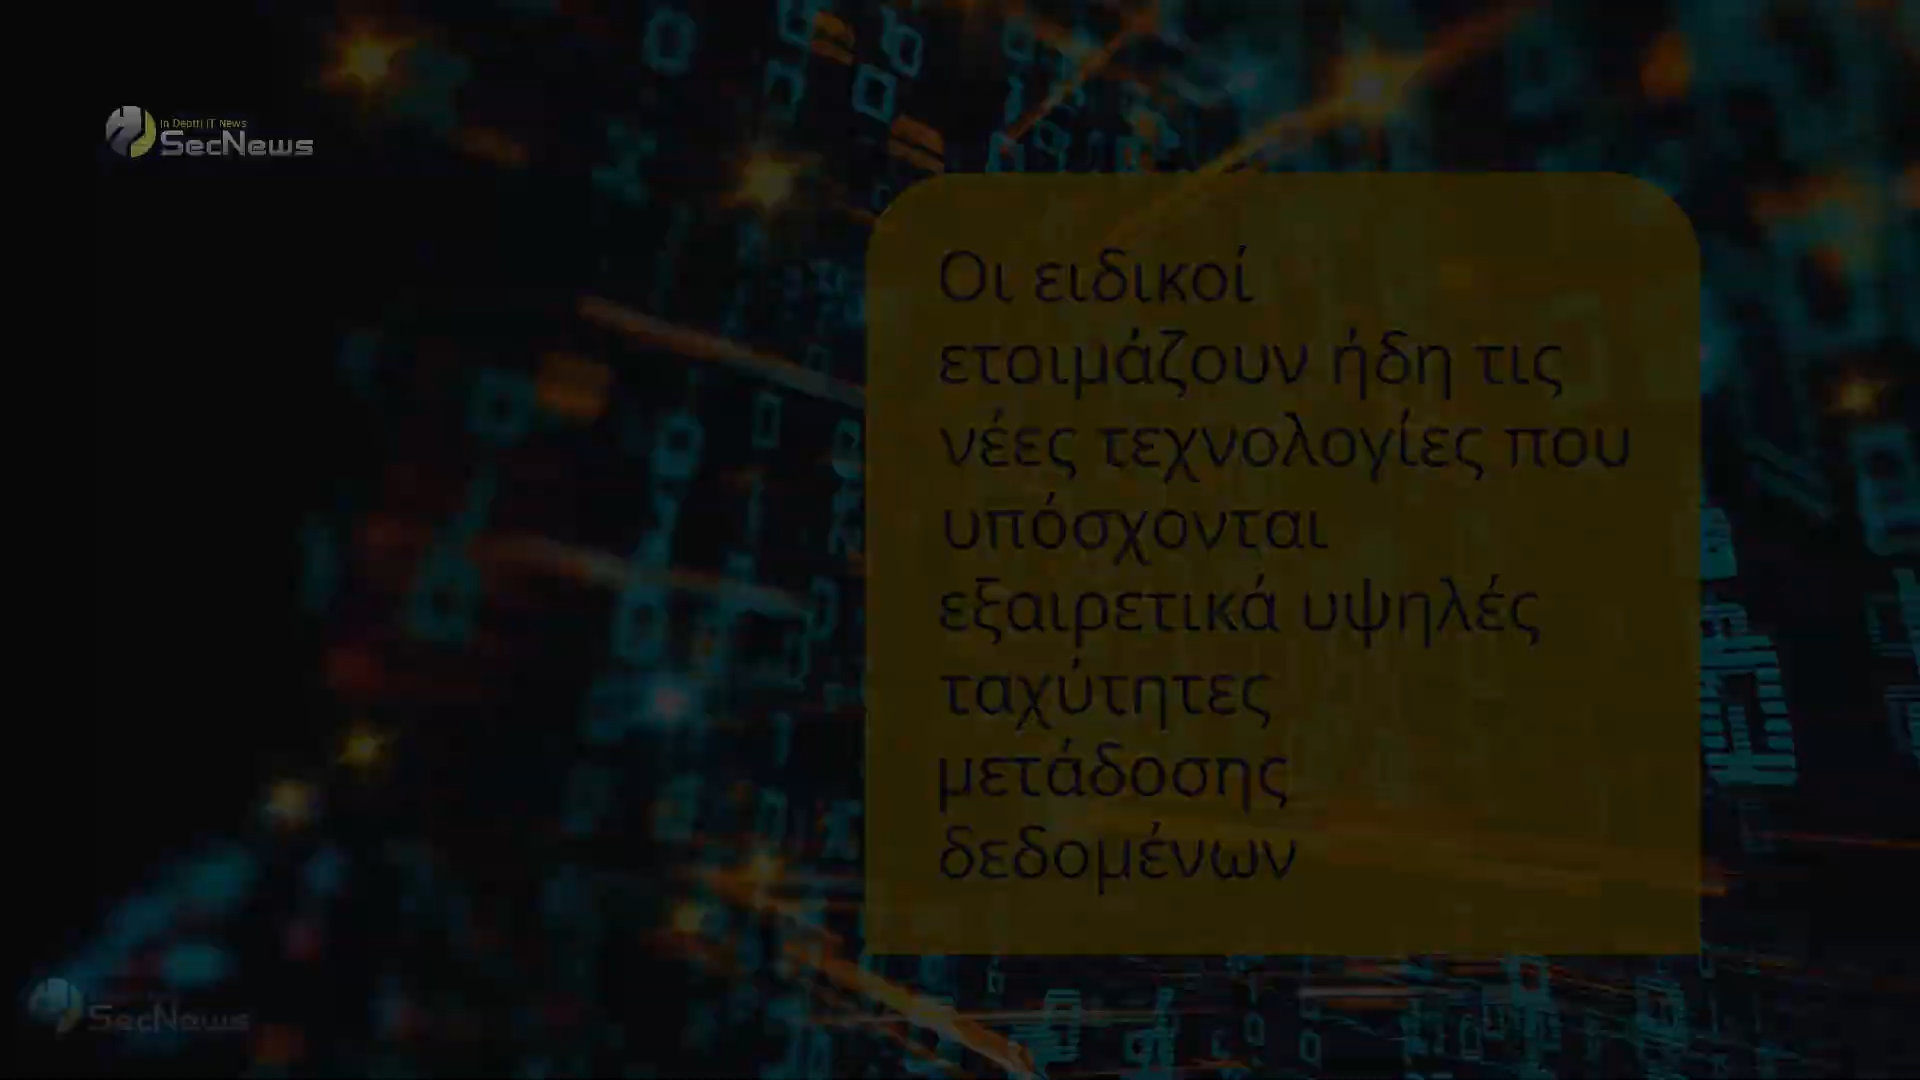 In Depth IT News
SecNews
Οι ειδικοί
ετοιμάζουν ήδη τις
νέες τεχνολογίες που
υπόσχονται
εξαιρετικά υψηλές
ταχύτητες
μετάδοσης
δεδομένων
SecNews